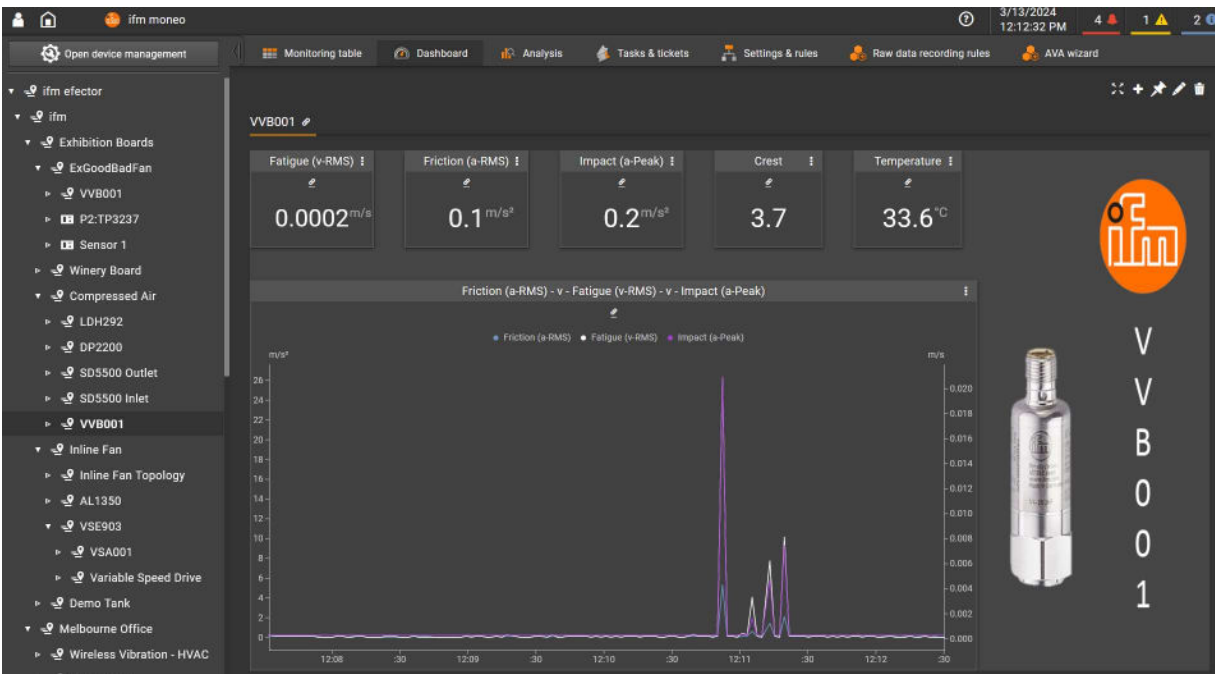 ifm moneo
3/13/2024
12:12:32 PM
4
1
2
Open device management
Monitoring table
Dashboard
Analysis
Tasks & tickets
Settings & rules
Raw data recording rules
AVA wizard
ifm efector
ifm
Exhibition Boards
ExGoodBadFan
VVB001
P2:TP3237
Sensor 1
Winery Board
Compressed Air
LDH292
DP2200
SD5500 Outlet
SD5500 Inlet
VVB001
Inline Fan
Inline Fan Topology
AL1350
VSE903
VSA001
Variable Speed Drive
Demo Tank
Melbourne Office
Wireless Vibration - HVAC
VVB001
Fatigue (v-RMS)
0.0002 m/s
Friction (a-RMS)
0.1 m/s²
Impact (a-Peak)
0.2 m/s²
Crest
3.7
Temperature
33.6 °C
Friction (a-RMS) - v - Fatigue (v-RMS) - v - Impact (a-Peak)
Friction (a-RMS) Fatigue (v-RMS) Impact (a-Peak)
m/s²
m/s
26
24
22
20
18
16
14
12
10
8
6
4
2
0
0.020
0.018
0.016
0.014
0.012
0.010
0.008
0.006
0.004
0.002
0.000
12:08 :30 12:09 :30 12:10 :30 12:11 :30 12:12 :30
ifm
V
V
B
0
0
1